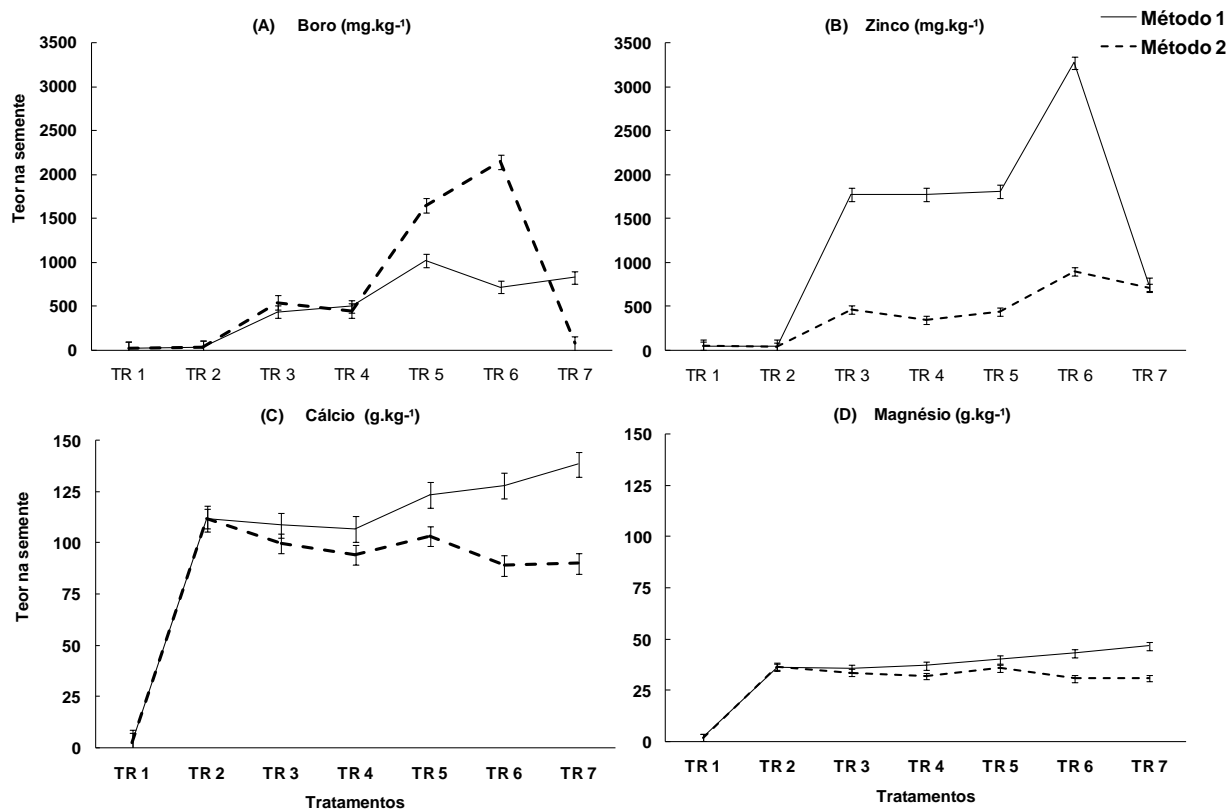 (A) Boro (mg.kg-¹)
(B) Zinco (mg.kg-¹)
Método 1
Método 2
Teor na semente
3500
3000
2500
2000
1500
1000
500
0
TR 1 TR 2 TR 3 TR 4 TR 5 TR 6 TR 7
3500
3000
2500
2000
1500
1000
500
0
TR 1 TR 2 TR 3 TR 4 TR 5 TR 6 TR 7
(C) Cálcio (g.kg-¹)
Teor na semente
150
125
100
75
50
25
0
TR 1 TR 2 TR 3 TR 4 TR 5 TR 6 TR 7
Tratamentos
(D) Magnésio (g.kg-¹)
150
125
100
75
50
25
0
TR 1 TR 2 TR 3 TR 4 TR 5 TR 6 TR 7
Tratamentos